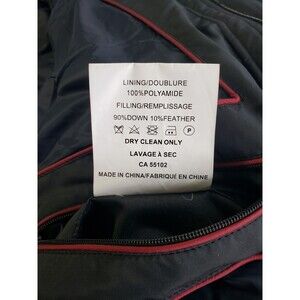 LINING/DOUBLURE
100%POLYAMIDE
FILLING/REMPLISSAGE
90%DOWN 10%FEATHER
P
DRY CLEAN ONLY
LAVAGE À SEC
CA 55102
MADE IN CHINA/FABRIQUÉ EN CHINE